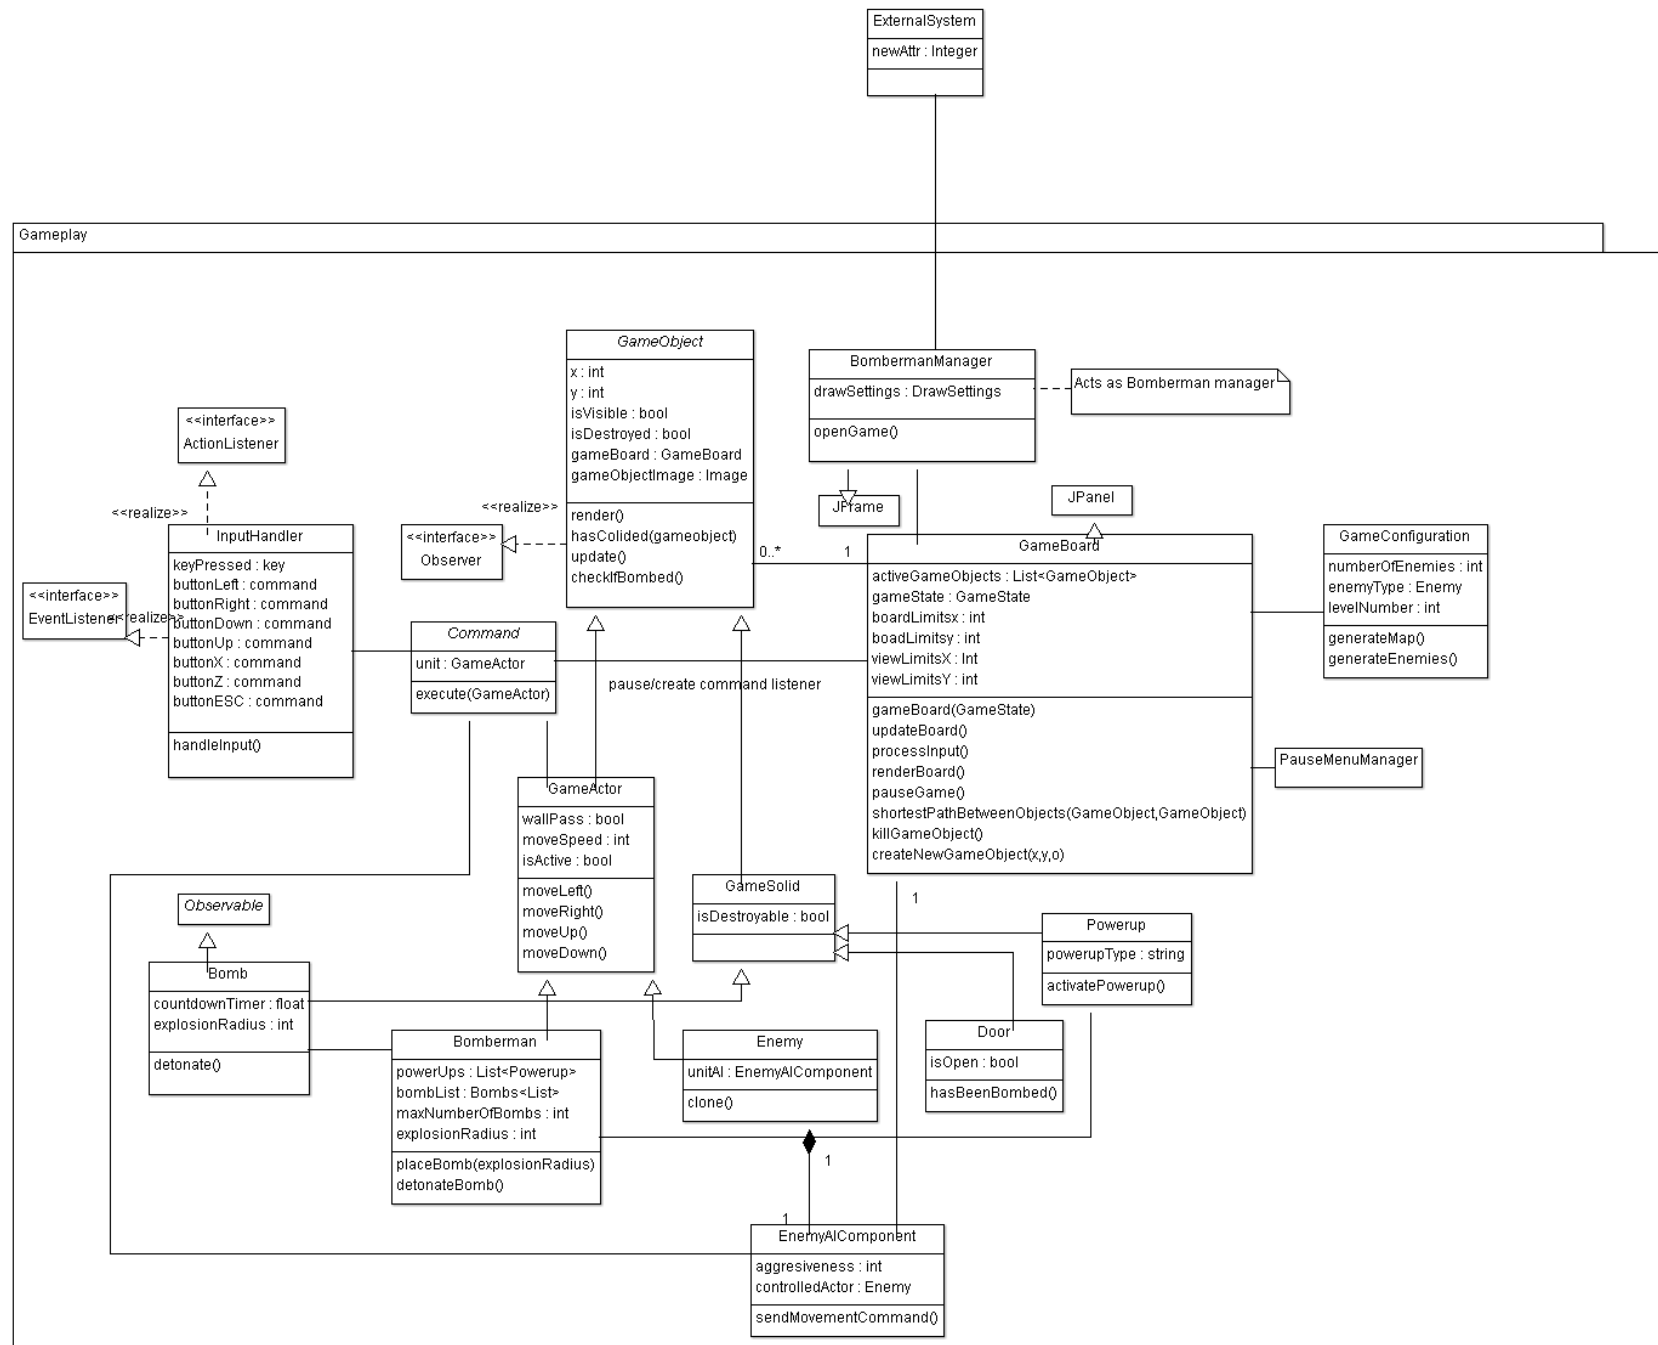 ExternalSystem
newAttr : Integer
Gameplay
GameObject
x : int
y : int
isVisible : bool
isDestroyed : bool
gameBoard : GameBoard
gameObjectImage : Image
render()
hasColided(gameobject)
update()
checkIfBombed()
BombermanManager
drawSettings : DrawSettings
openGame()
Acts as Bomberman manager
<<interface>>
ActionListener
<<realize>>
<<realize>>
<<interface>>
Observer
JFrame
JPanel
InputHandler
keyPressed : key
buttonLeft : command
buttonRight : command
buttonDown : command
buttonUp : command
buttonX : command
buttonZ : command
buttonESC : command
handleInput()
<<interface>>
EventListener
<<realize>>
Command
unit : GameActor
execute(GameActor)
0..*
1
pause/create command listener
GameBoard
activeGameObjects : List<GameObject>
gameState : GameState
boardLimitsx : int
boadLimitsy : int
viewLimitsX : Int
viewLimitsY : int
gameBoard(GameState)
updateBoard()
processInput()
renderBoard()
pauseGame()
shortestPathBetweenObjects(GameObject,GameObject)
killGameObject()
createNewGameObject(x,y,o)
GameConfiguration
numberOfEnemies : int
enemyType : Enemy
levelNumber : int
generateMap()
generateEnemies()
PauseMenuManager
GameActor
wallPass : bool
moveSpeed : int
isActive : bool
moveLeft()
moveRight()
moveUp()
moveDown()
GameSolid
isDestroyable : bool
1
Observable
Bomb
countdownTimer : float
explosionRadius : int
detonate()
Powerup
powerupType : string
activatePowerup()
Bomberman
powerUps : List<Powerup>
bombList : Bombs<List>
maxNumberOfBombs : int
explosionRadius : int
placeBomb(explosionRadius)
detonateBomb()
Enemy
unitAI : EnemyAIComponent
clone()
Door
isOpen : bool
hasBeenBombed()
1
1
EnemyAIComponent
aggresiveness : int
controlledActor : Enemy
sendMovementCommand()